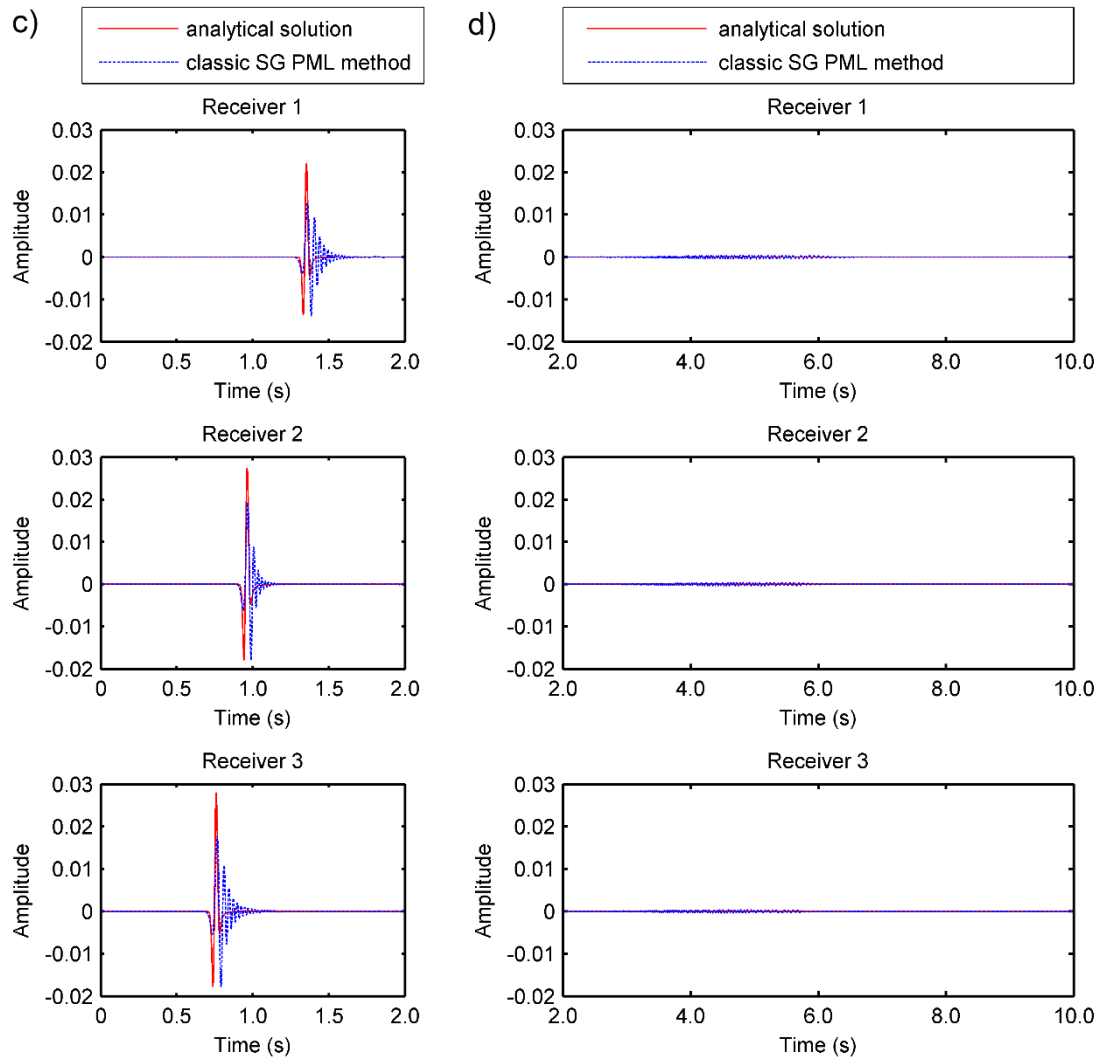 c)
analytical solution
classic SG PML method
Receiver 1
0.03
0.02
0.01
0
-0.01
-0.02
Amplitude
0
0.5
1.0
1.5
2.0
Time (s)
Receiver 2
0.03
0.02
0.01
0
-0.01
-0.02
Amplitude
0
0.5
1.0
1.5
2.0
Time (s)
Receiver 3
0.03
0.02
0.01
0
-0.01
-0.02
Amplitude
0
0.5
1.0
1.5
2.0
Time (s)
d)
analytical solution
classic SG PML method
Receiver 1
0.03
0.02
0.01
0
-0.01
-0.02
Amplitude
2.0
4.0
6.0
8.0
10.0
Time (s)
Receiver 2
0.03
0.02
0.01
0
-0.01
-0.02
Amplitude
2.0
4.0
6.0
8.0
10.0
Time (s)
Receiver 3
0.03
0.02
0.01
0
-0.01
-0.02
Amplitude
2.0
4.0
6.0
8.0
10.0
Time (s)